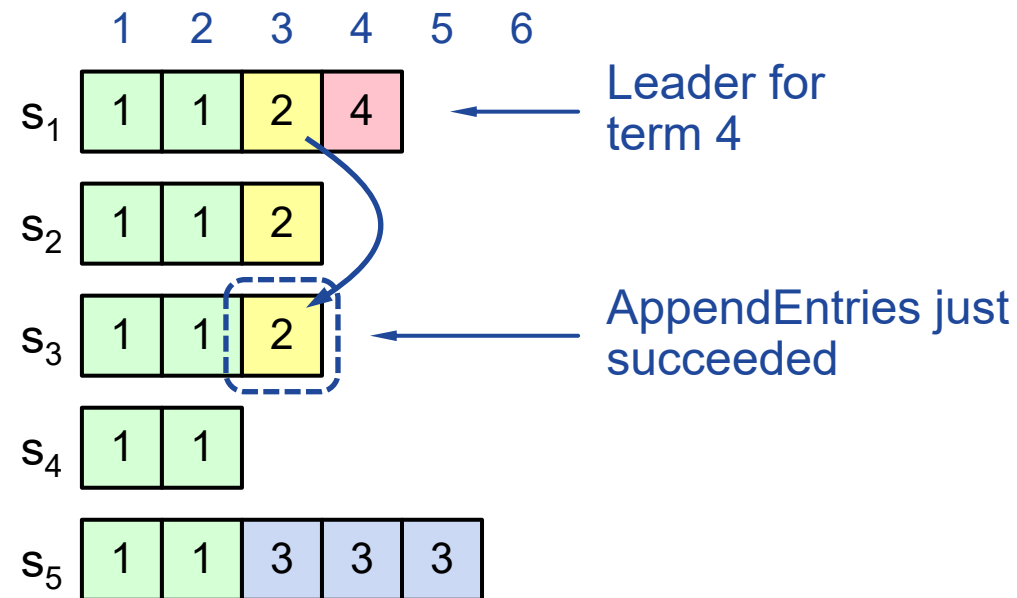 1 2 3 4 5 6
s1 1 1 2 4 Leader for
term 4
s2 1 1 2
s3 1 1 2 AppendEntries just
succeeded
s4 1 1
s5 1 1 3 3 3